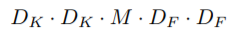 D_K · D_K · M · D_F · D_F